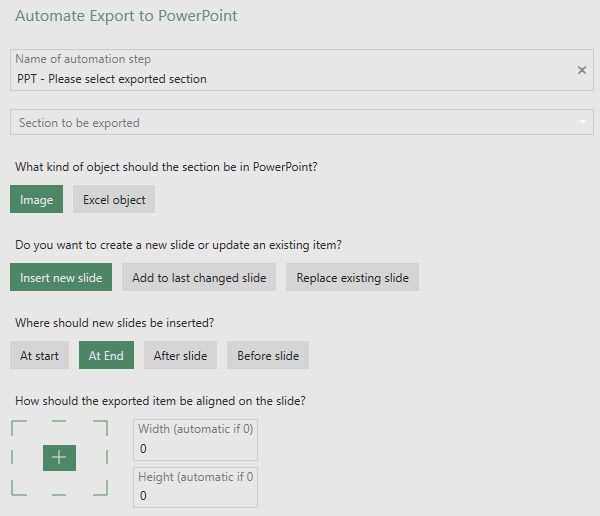 Automate Export to PowerPoint
Name of automation step
PPT - Please select exported section
Section to be exported
What kind of object should the section be in PowerPoint?
Image Excel object
Do you want to create a new slide or update an existing item?
Insert new slide Add to last changed slide Replace existing slide
Where should new slides be inserted?
At start At End After slide Before slide
How should the exported item be aligned on the slide?
Width (automatic if 0)
0
Height (automatic if 0
0